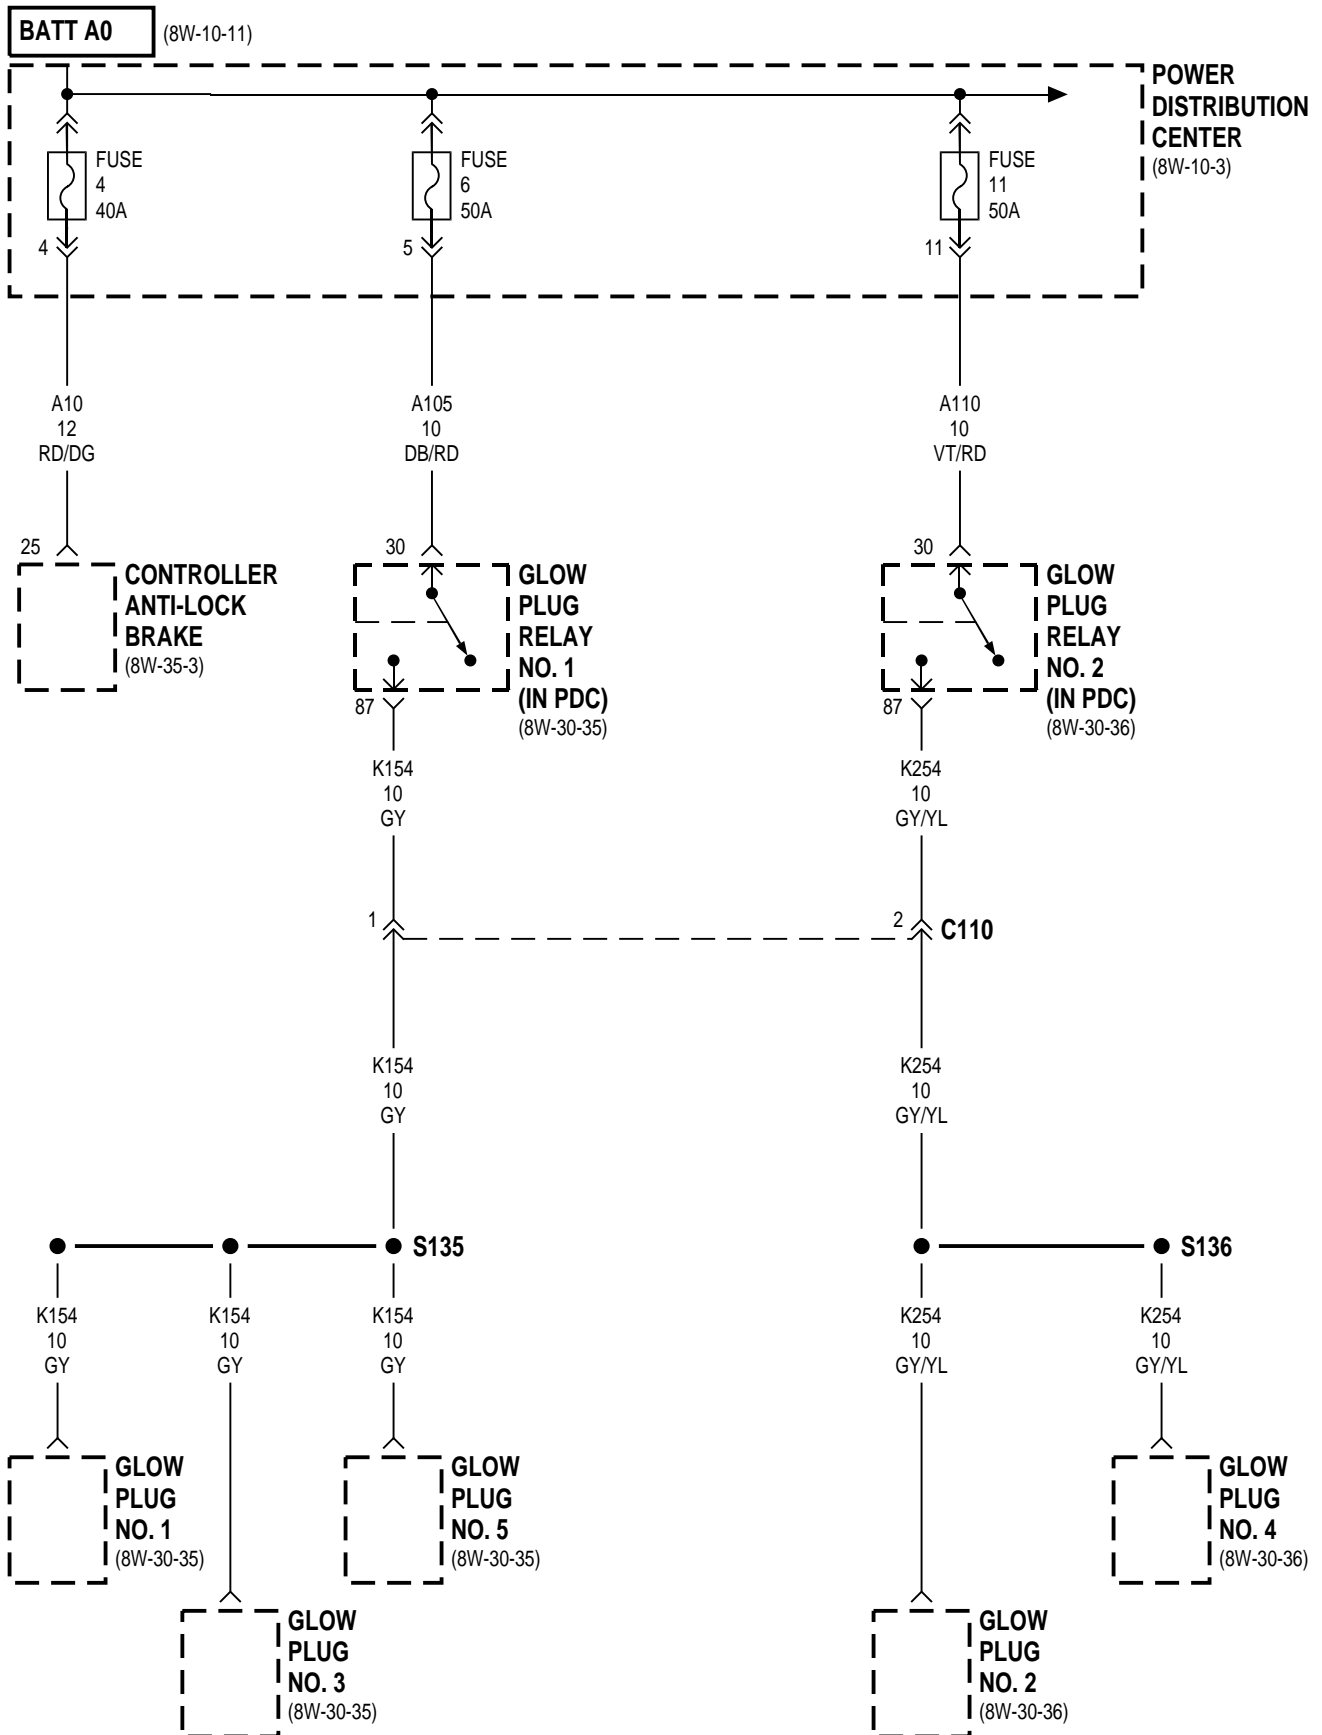 BATT A0 (8W-10-11)
POWER
DISTRIBUTION
CENTER
(8W-10-3)
FUSE
4
40A
4
FUSE
6
50A
5
FUSE
11
50A
11
A10
12
RD/DG
A105
10
DB/RD
A110
10
VT/RD
25
CONTROLLER
ANTI-LOCK
BRAKE
(8W-35-3)
30
GLOW
PLUG
RELAY
NO. 1
(IN PDC)
(8W-30-35)
87
30
GLOW
PLUG
RELAY
NO. 2
(IN PDC)
(8W-30-36)
87
K154
10
GY
K254
10
GY/YL
1
2
C110
K154
10
GY
K254
10
GY/YL
S135
S136
K154
10
GY
K154
10
GY
K154
10
GY
K254
10
GY/YL
K254
10
GY/YL
GLOW
PLUG
NO. 1
(8W-30-35)
GLOW
PLUG
NO. 5
(8W-30-35)
GLOW
PLUG
NO. 4
(8W-30-36)
GLOW
PLUG
NO. 3
(8W-30-35)
GLOW
PLUG
NO. 2
(8W-30-36)